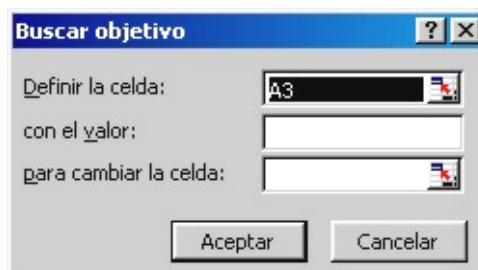 Buscar objetivo
Definir la celda: A3
con el valor:
para cambiar la celda:
Aceptar Cancelar